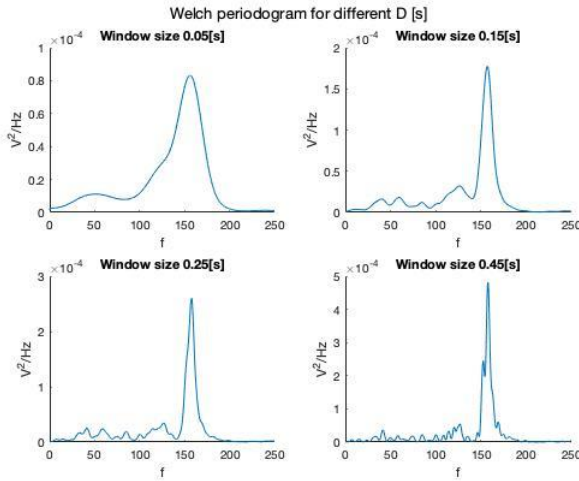 Welch periodogram for different D [s]
Window size 0.05[s]
×10⁻⁴
1
0.8
0.6
0.4
0.2
0
V²/Hz
0 50 100 150 200 250
f
Window size 0.15[s]
×10⁻⁴
2
1.5
1
0.5
0
V²/Hz
0 50 100 150 200 250
f
Window size 0.25[s]
×10⁻⁴
3
2
1
0
V²/Hz
0 50 100 150 200 250
f
Window size 0.45[s]
×10⁻⁴
5
4
3
2
1
0
V²/Hz
0 50 100 150 200 250
f